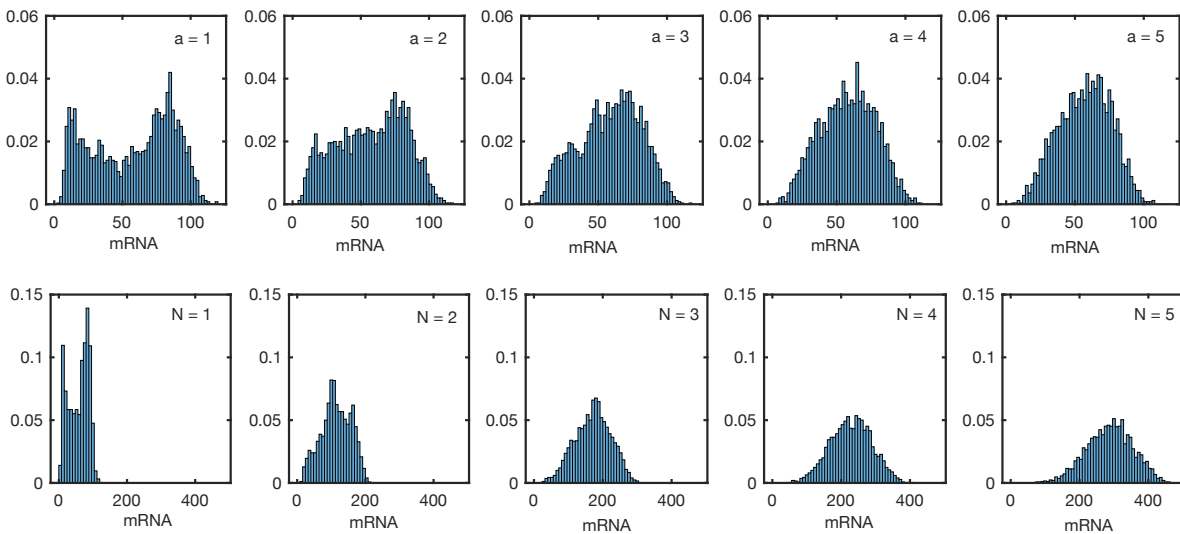 0.06 0.06 0.06 0.06 0.06
a = 1 a = 2 a = 3 a = 4 a = 5
0.04 0.04 0.04 0.04 0.04
0.02 0.02 0.02 0.02 0.02
0 0 0 0 0
0 50 100 0 50 100 0 50 100 0 50 100 0 50 100
mRNA mRNA mRNA mRNA mRNA
0.15 0.15 0.15 0.15 0.15
N = 1 N = 2 N = 3 N = 4 N = 5
0.1 0.1 0.1 0.1 0.1
0.05 0.05 0.05 0.05 0.05
0 0 0 0 0
0 200 400 0 200 400 0 200 400 0 200 400 0 200 400
mRNA mRNA mRNA mRNA mRNA